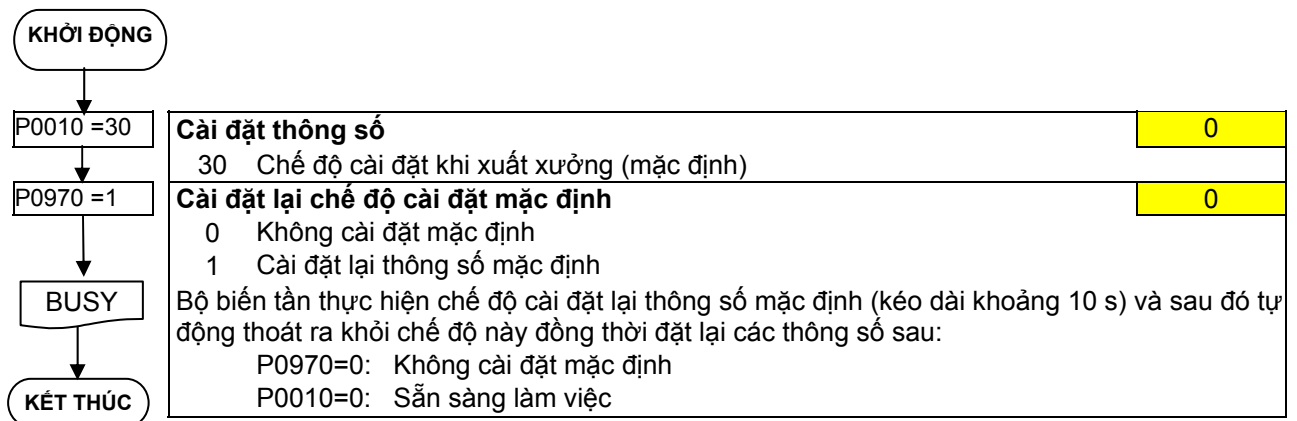 KHỞI ĐỘNG
P0010 =30
Cài đặt thông số
0
30 Chế độ cài đặt khi xuất xưởng (mặc định)
P0970 =1
Cài đặt lại chế độ cài đặt mặc định
0
0 Không cài đặt mặc định
1 Cài đặt lại thông số mặc định
BUSY
Bộ biến tần thực hiện chế độ cài đặt lại thông số mặc định (kéo dài khoảng 10 s) và sau đó tự
động thoát ra khỏi chế độ này đồng thời đặt lại các thông số sau:
P0970=0: Không cài đặt mặc định
P0010=0: Sẵn sàng làm việc
KẾT THÚC